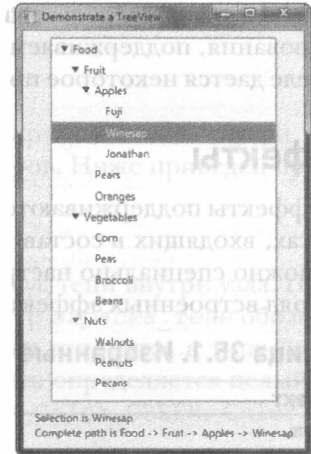 Demonstrate a TreeView
Food
Fruit
Apples
Fuji
Winesap
Jonathan
Pears
Oranges
Vegetables
Corn
Peas
Broccoli
Beans
Nuts
Walnuts
Peanuts
Pecans
Selection is Winesap
Complete path is Food -> Fruit -> Apples -> Winesap